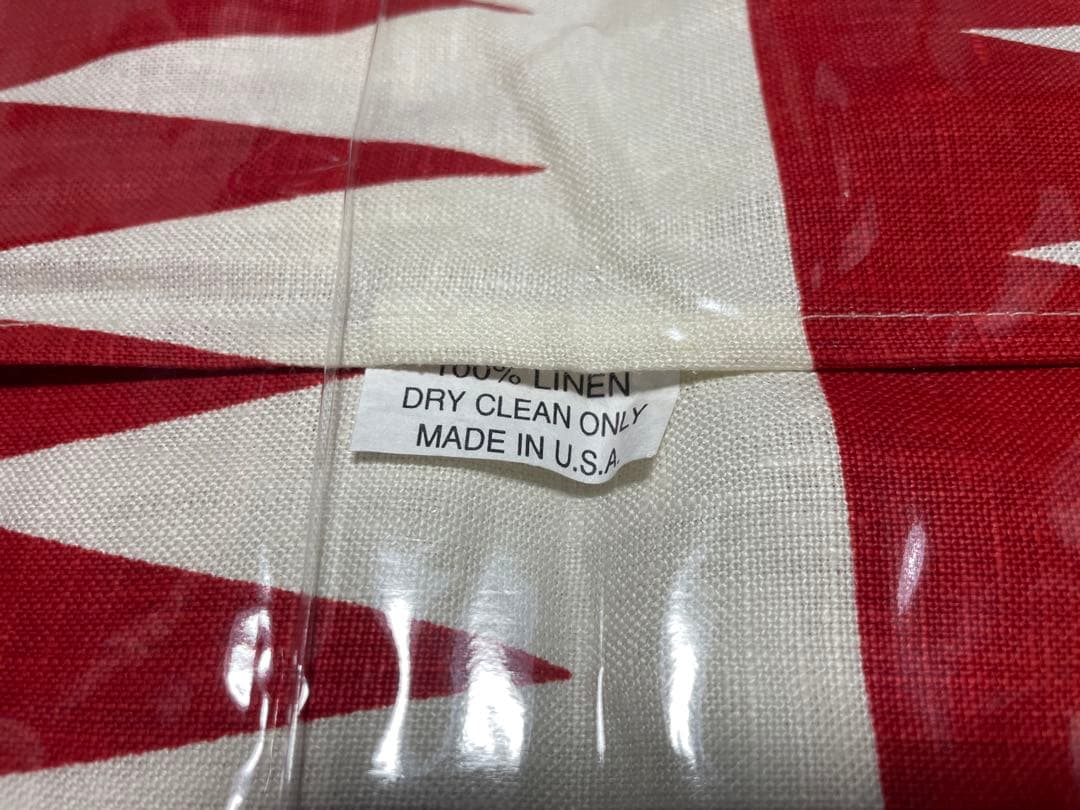 100% LINEN
DRY CLEAN ONLY
MADE IN U.S.A.